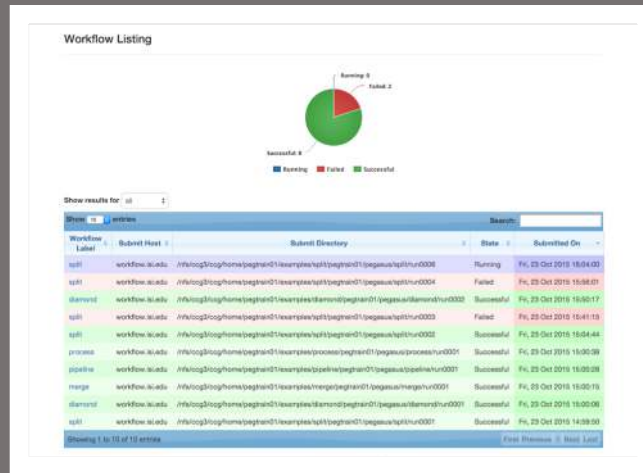 Workflow Listing
Running: 0
Failed: 2
Successful: 8
Running Failed Successful
Show results for all
Show 10 entries Search:
Workflow Label Submit Host Submit Directory State Submitted On
split workflow.isi.edu /nfs/ccg3/ccg/home/pegtrain01/examples/split/pegtrain01/pegasus/split/run0006 Running Fri, 23 Oct 2015 16:04:00
split workflow.isi.edu /nfs/ccg3/ccg/home/pegtrain01/examples/split/pegtrain01/pegasus/split/run0004 Failed Fri, 23 Oct 2015 15:56:01
diamond workflow.isi.edu /nfs/ccg3/ccg/home/pegtrain01/examples/diamond/pegtrain01/pegasus/diamond/run0002 Successful Fri, 23 Oct 2015 15:50:17
split workflow.isi.edu /nfs/ccg3/ccg/home/pegtrain01/examples/split/pegtrain01/pegasus/split/run0003 Failed Fri, 23 Oct 2015 15:41:15
split workflow.isi.edu /nfs/ccg3/ccg/home/pegtrain01/examples/split/pegtrain01/pegasus/split/run0002 Successful Fri, 23 Oct 2015 15:04:44
process workflow.isi.edu /nfs/ccg3/ccg/home/pegtrain01/examples/process/pegtrain01/pegasus/process/run0001 Successful Fri, 23 Oct 2015 15:00:38
pipeline workflow.isi.edu /nfs/ccg3/ccg/home/pegtrain01/examples/pipeline/pegtrain01/pegasus/pipeline/run0001 Successful Fri, 23 Oct 2015 15:00:28
merge workflow.isi.edu /nfs/ccg3/ccg/home/pegtrain01/examples/merge/pegtrain01/pegasus/merge/run0001 Successful Fri, 23 Oct 2015 15:00:15
diamond workflow.isi.edu /nfs/ccg3/ccg/home/pegtrain01/examples/diamond/pegtrain01/pegasus/diamond/run0001 Successful Fri, 23 Oct 2015 15:00:06
split workflow.isi.edu /nfs/ccg3/ccg/home/pegtrain01/examples/split/pegtrain01/pegasus/split/run0001 Successful Fri, 23 Oct 2015 14:59:50
Showing 1 to 10 of 10 entries First Previous 1 Next Last